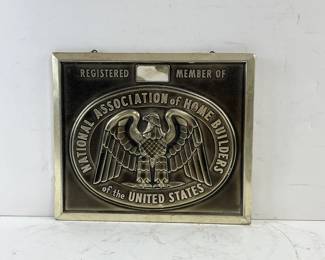 REGISTERED MEMBER OF
NATIONAL ASSOCIATION of HOME BUILDERS
of the UNITED STATES